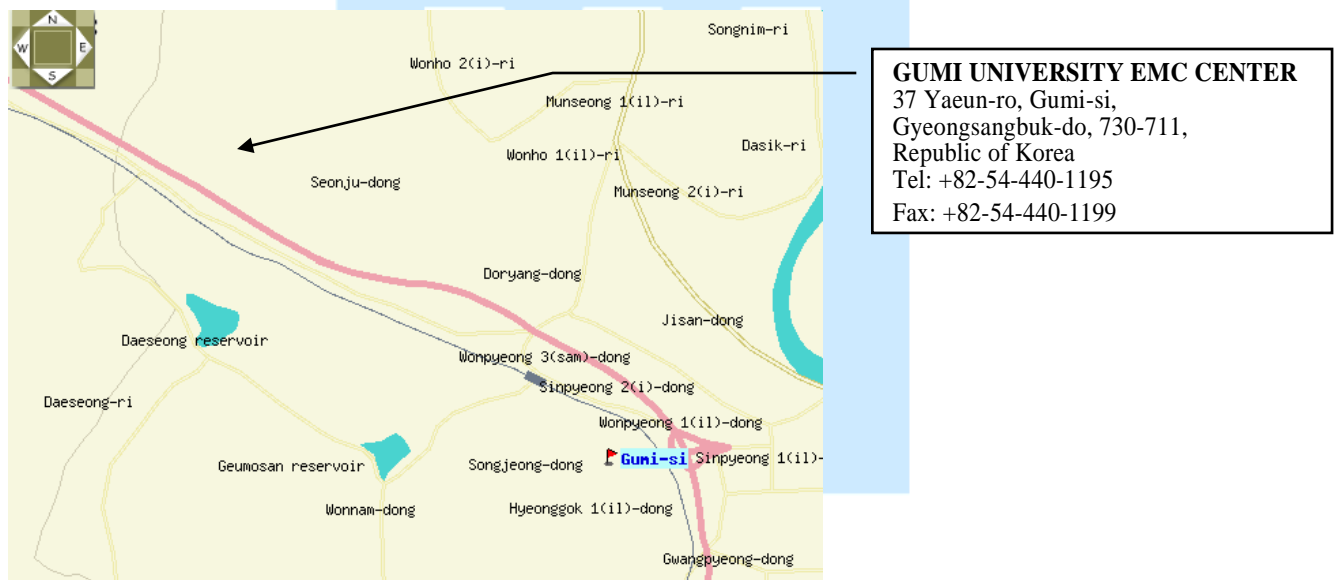 N
W E
S
Songnim-ri
Wonho 2(i)-ri
Munseong 1(il)-ri
Dasik-ri
Wonho 1(il)-ri
Seonju-dong
Munseong 2(i)-ri
Doryang-dong
Jisan-dong
Daeseong reservoir
Wonpyeong 3(sam)-dong
Sinpyeong 2(i)-dong
Daeseong-ri
Wonpyeong 1(il)-dong
Gumi-si
Sinpyeong 1(il)-
Geumosan reservoir
Songjeong-dong
Wonnam-dong
Hyeonggok 1(il)-dong
Gwangpyeong-dong
GUMI UNIVERSITY EMC CENTER
37 Yaeun-ro, Gumi-si,
Gyeongsangbuk-do, 730-711,
Republic of Korea
Tel: +82-54-440-1195
Fax: +82-54-440-1199